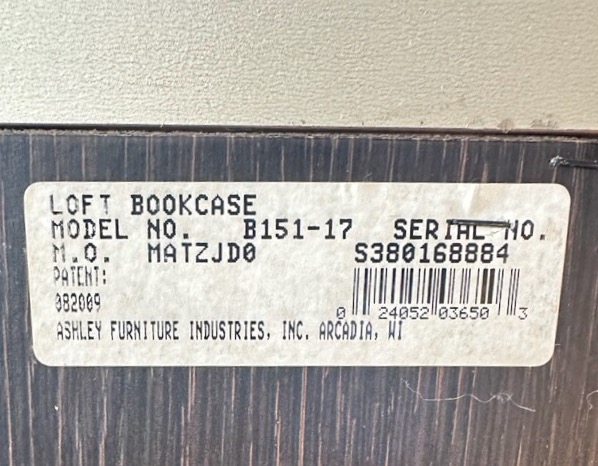 LOFT BOOKCASE
MODEL NO. B151-17 SERIAL NO.
M.O. MATZJD0 S380168884
PATENT:
082009
0 24052 03650 3
ASHLEY FURNITURE INDUSTRIES, INC. ARCADIA, WI